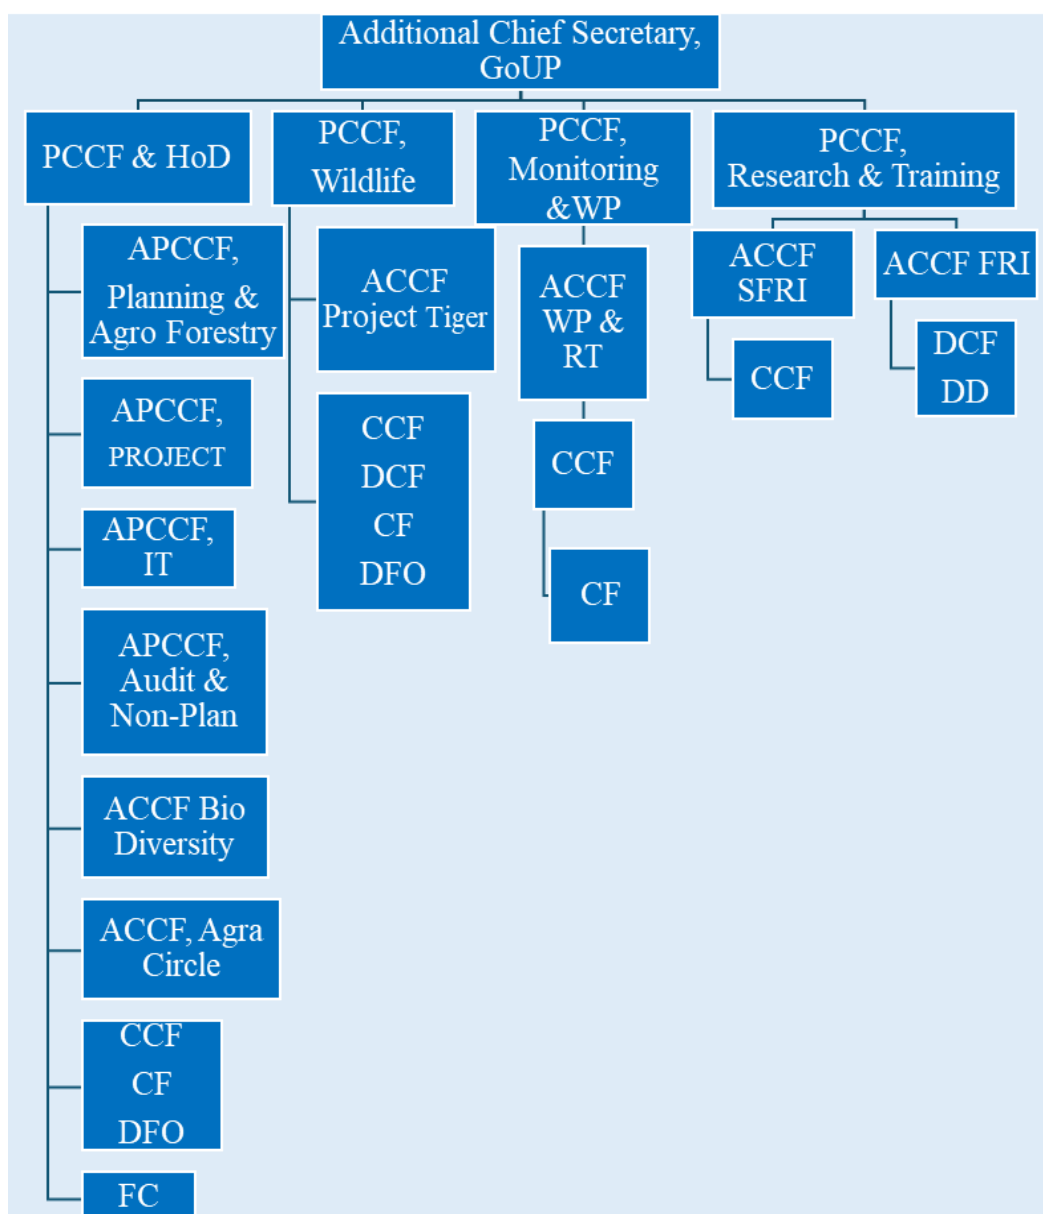 Additional Chief Secretary,
GoUP
PCCF & HoD
APCCF,
Planning &
Agro Forestry
APCCF,
PROJECT
APCCF,
IT
APCCF,
Audit &
Non-Plan
ACCF Bio
Diversity
ACCF, Agra
Circle
CCF
CF
DFO
FC
PCCF,
Wildlife
ACCF
Project Tiger
CCF
DCF
CF
DFO
PCCF,
Monitoring
&WP
ACCF
WP &
RT
CCF
CF
PCCF,
Research & Training
ACCF
SFRI
CCF
ACCF FRI
DCF
DD